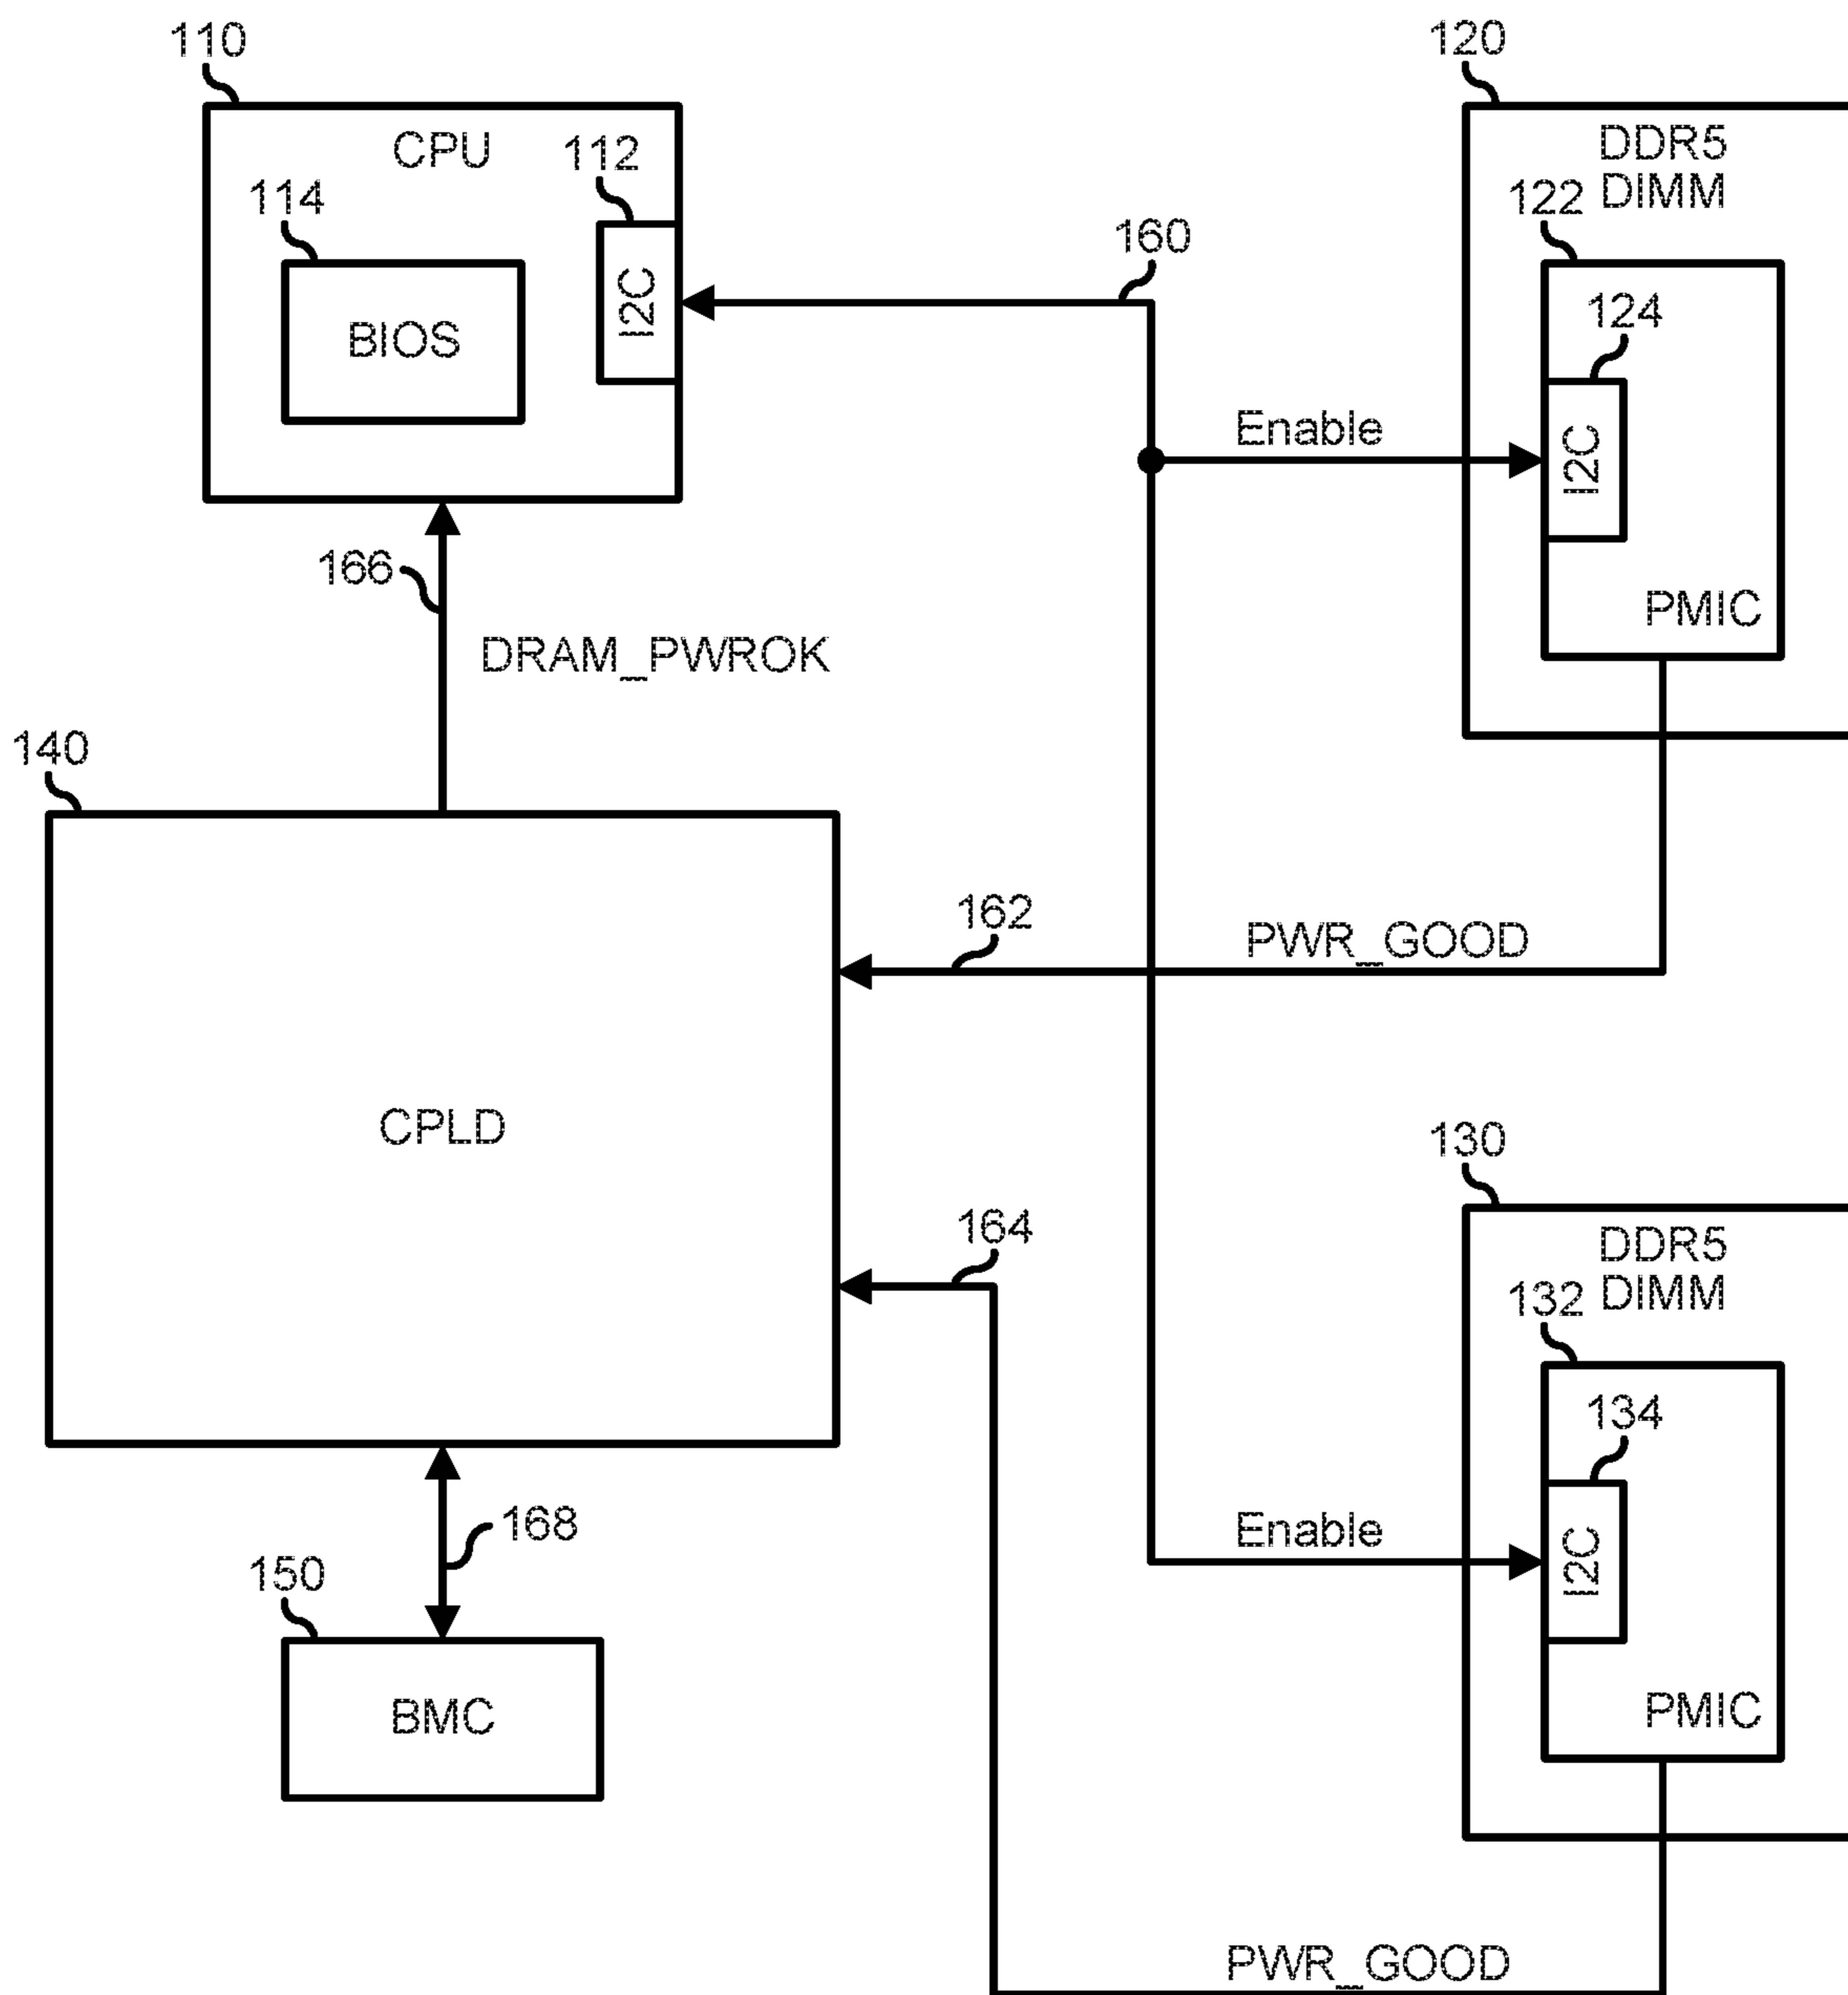 110
CPU
112
114
I2C
BIOS
160
120
DDR5
DIMM
122
124
Enable
I2C
PMIC
166
DRAM_PWROK
140
162
PWR_GOOD
CPLD
164
130
DDR5
DIMM
132
134
Enable
I2C
PMIC
168
150
BMC
PWR_GOOD